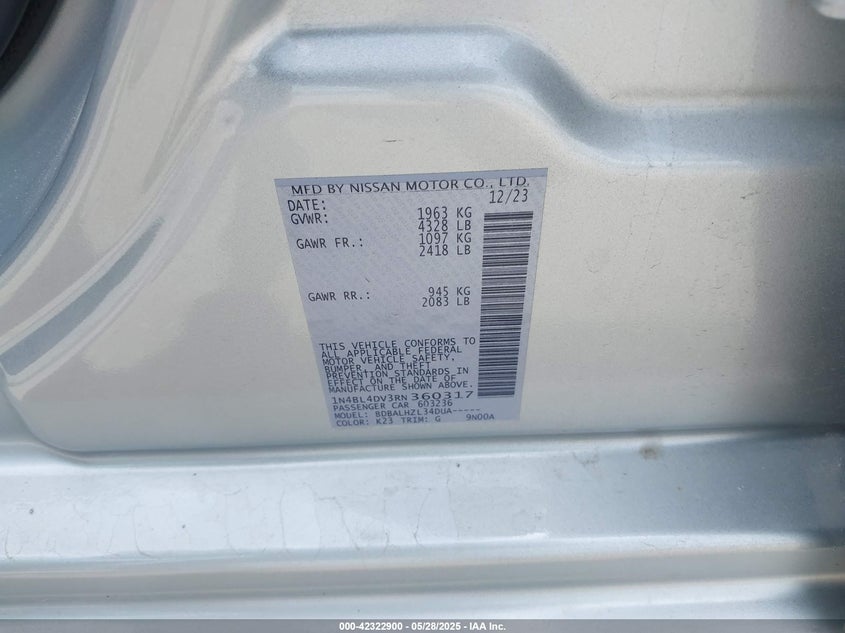 MFD BY NISSAN MOTOR CO., LTD.
DATE: 12/23
GVWR: 1963 KG
4328 LB
GAWR FR.: 1097 KG
2418 LB
GAWR RR.: 945 KG
2083 LB
THIS VEHICLE CONFORMS TO
ALL APPLICABLE FEDERAL
MOTOR VEHICLE SAFETY,
BUMPER, AND THEFT
PREVENTION STANDARDS IN
EFFECT ON THE DATE OF
MANUFACTURE SHOWN ABOVE.
1N4BL4DV3RN360317
PASSENGER CAR 603236
MODEL: BDBALHZL34DUA-----
COLOR: K23 TRIM: G 9N00A
000-42322900 - 05/28/2025 - IAA Inc.